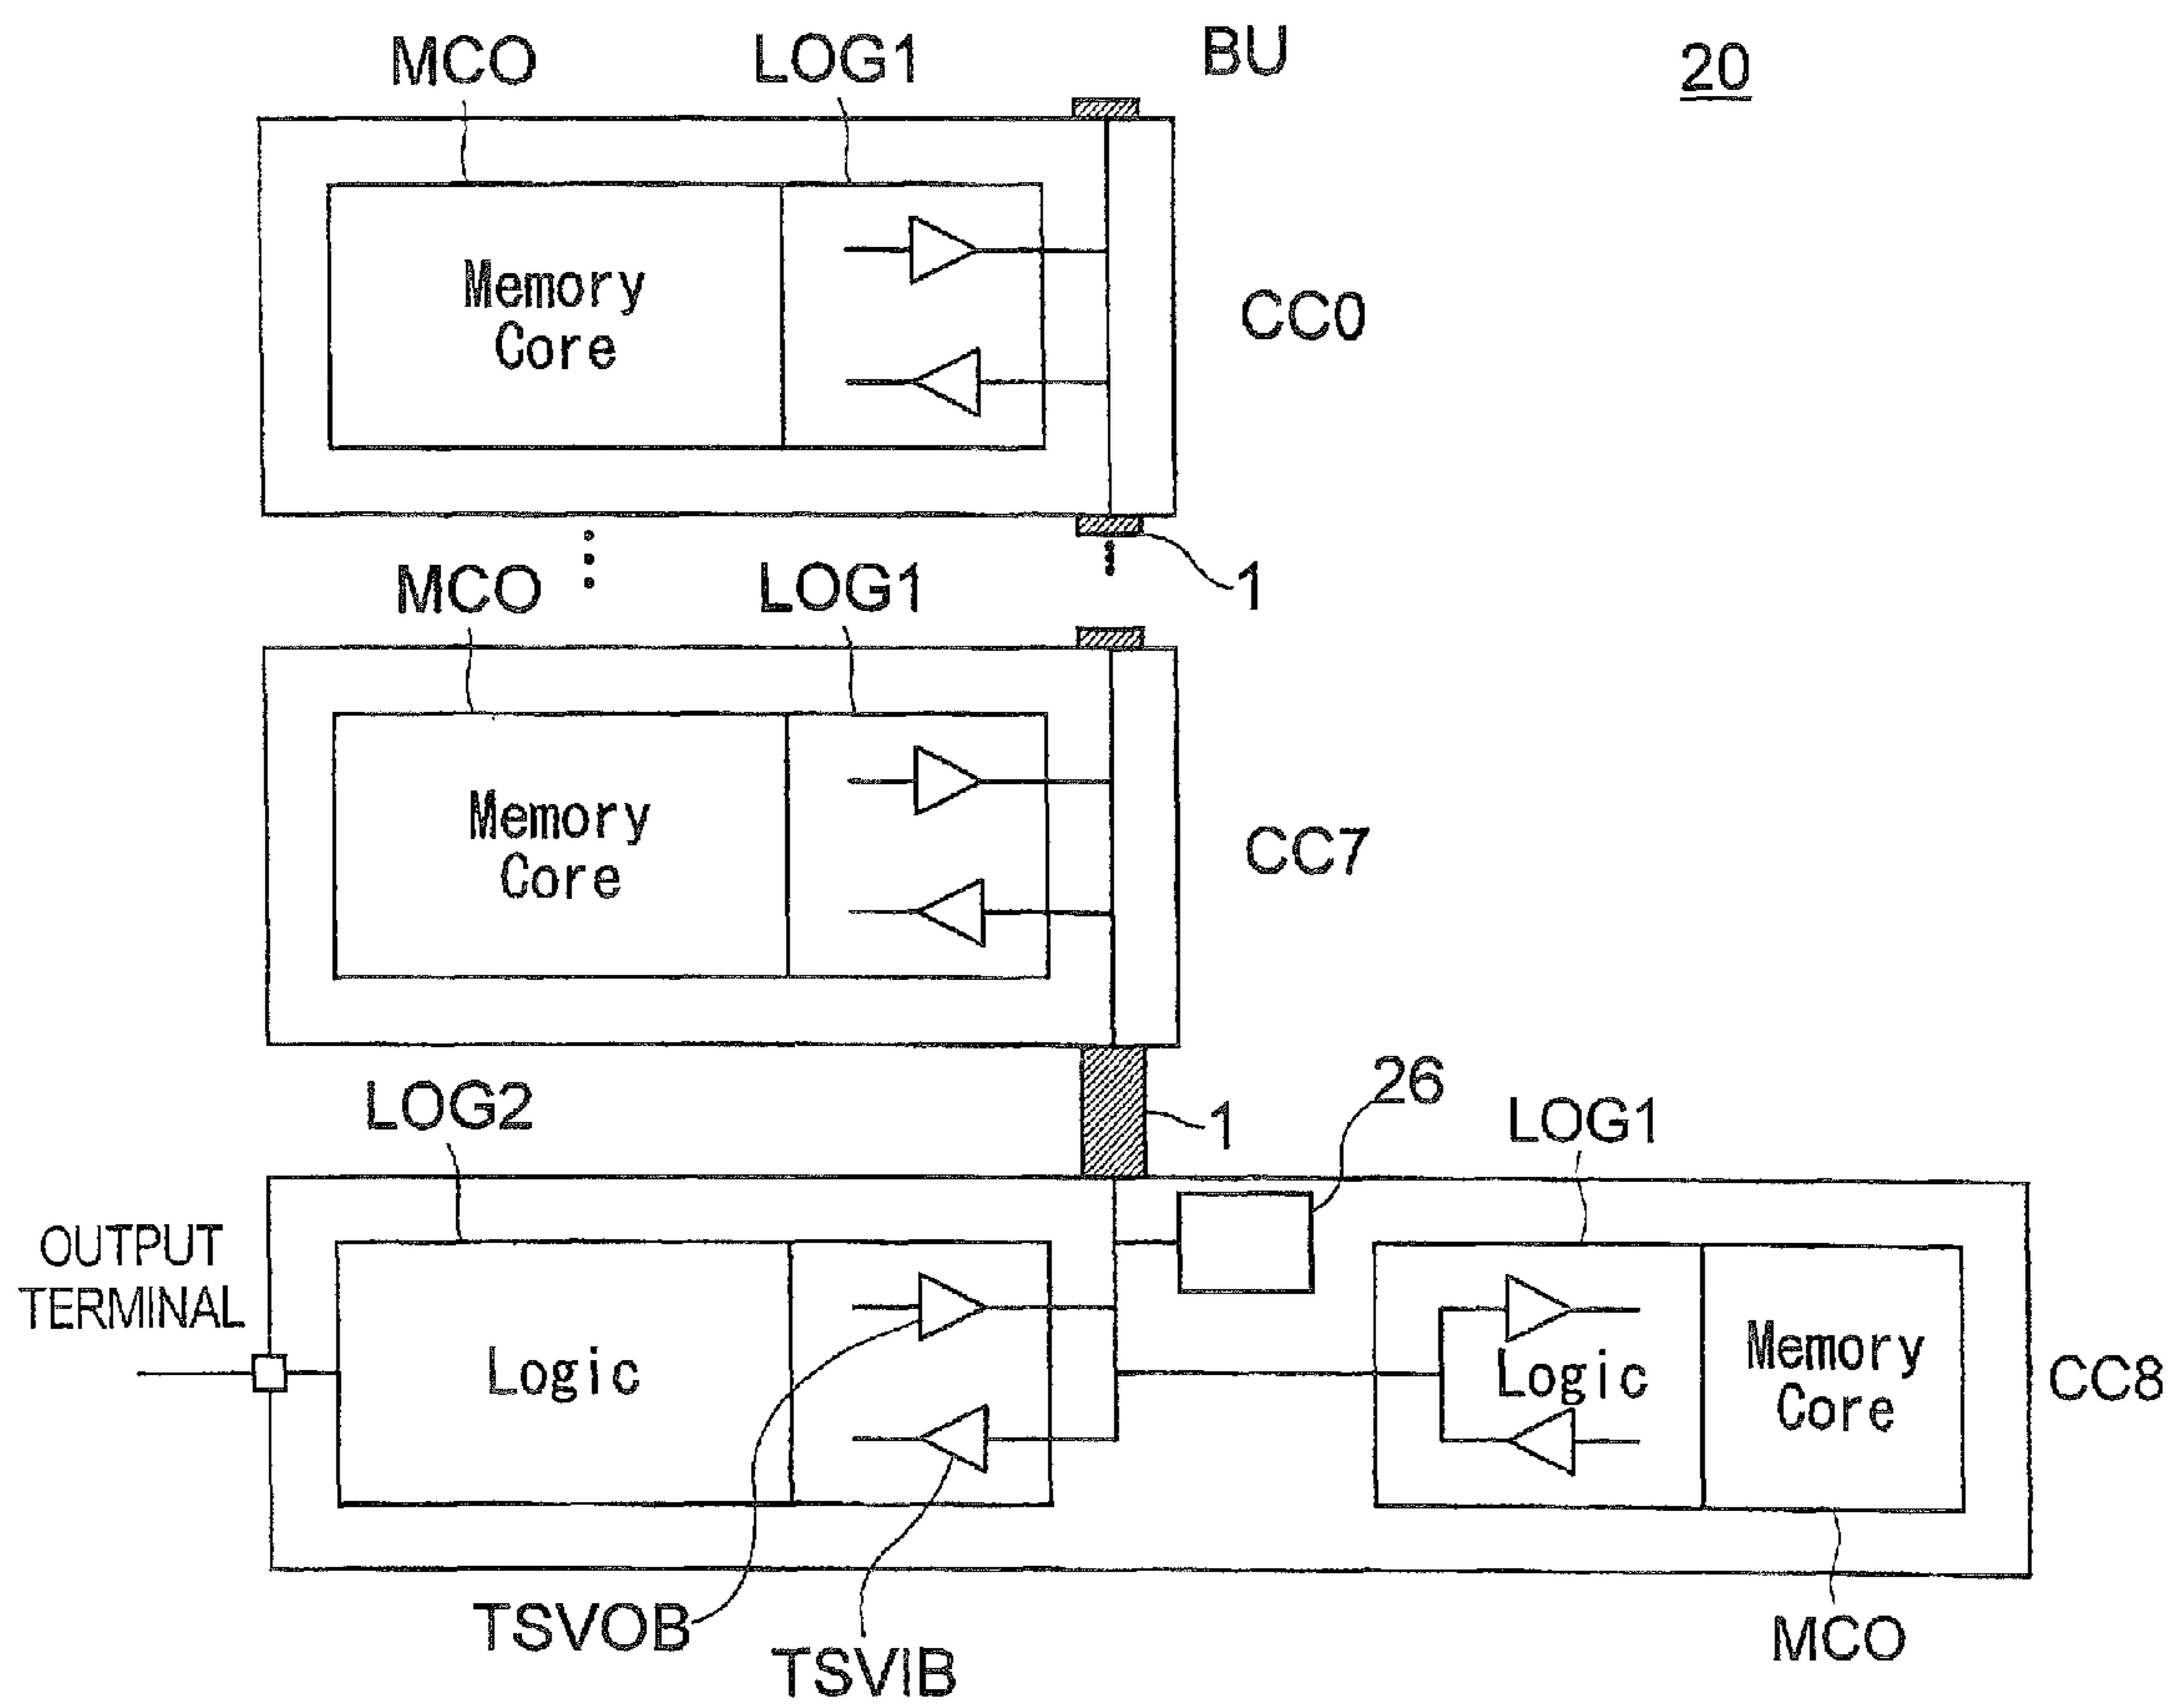 MCO LOG1 BU 20
Memory
Core
CC0
1
MCO LOG1
Memory
Core
CC7
26
LOG2 1 LOG1
OUTPUT
TERMINAL
Logic
Logic
Memory
Core
CC8
TSVOB
TSVIB
MCO